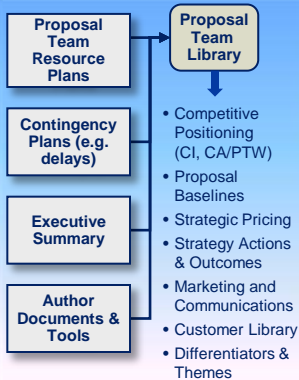 Proposal
Team
Resource
Plans
Contingency
Plans (e.g.
delays)
Executive
Summary
Author
Documents &
Tools
Proposal
Team
Library
• Competitive
Positioning
(CI, CA/PTW)
• Proposal
Baselines
• Strategic Pricing
• Strategy Actions
& Outcomes
• Marketing and
Communications
• Customer Library
• Differentiators &
Themes